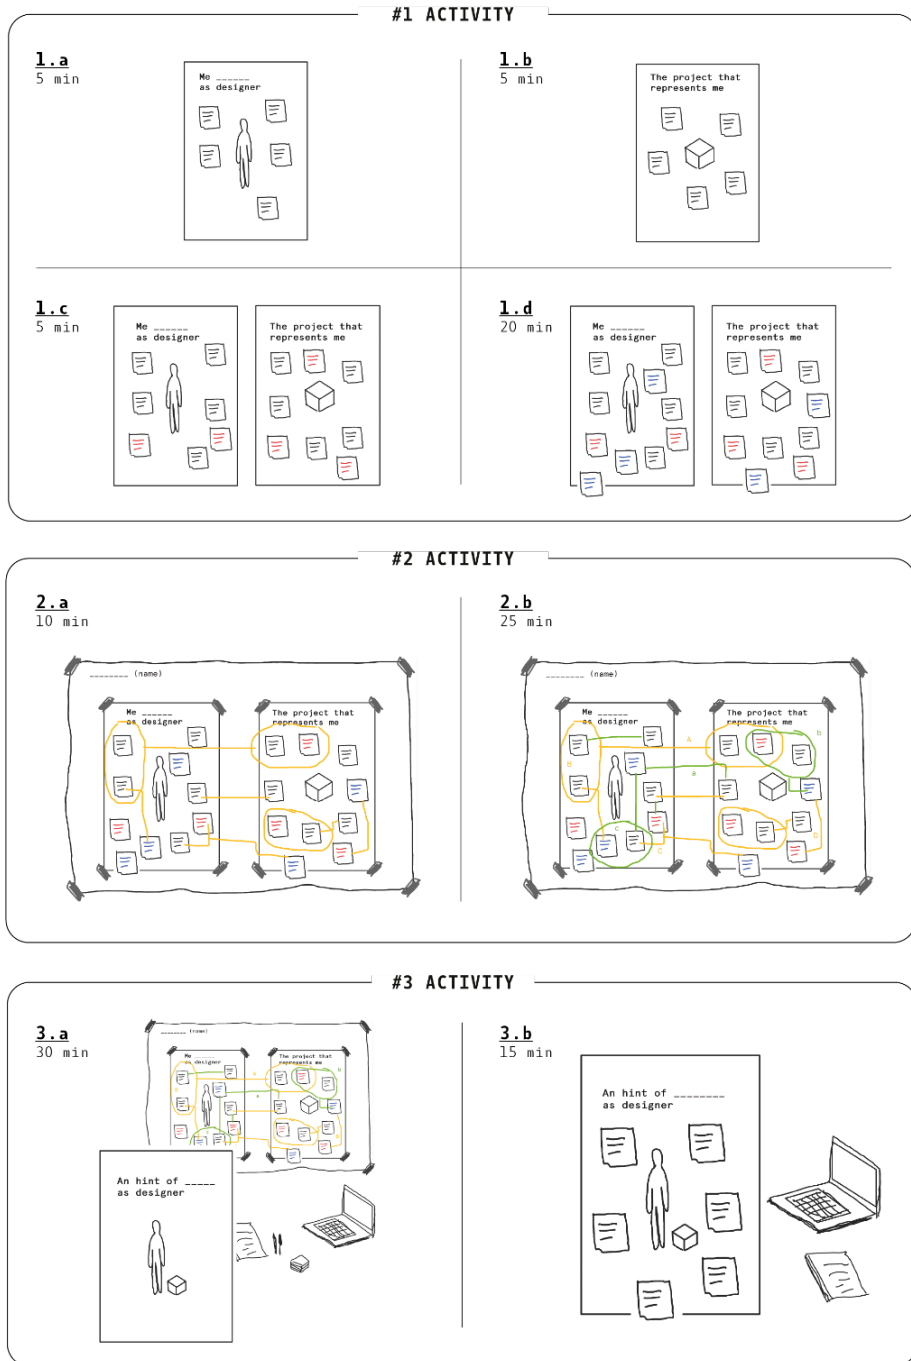 #1 ACTIVITY
1.a
5 min
Me ______
as designer
1.b
5 min
The project that
represents me
1.c
5 min
Me ______
as designer
The project that
represents me
1.d
20 min
Me ______
as designer
The project that
represents me
#2 ACTIVITY
2.a
10 min
________ (name)
Me ______
as designer
The project that
represents me
2.b
25 min
________ (name)
Me ______
as designer
The project that
represents me
A
B
a
b
c
C
D
#3 ACTIVITY
3.a
30 min
________ (name)
Me ______
as designer
The project that
represents me
An hint of _____
as designer
3.b
15 min
An hint of ________
as designer